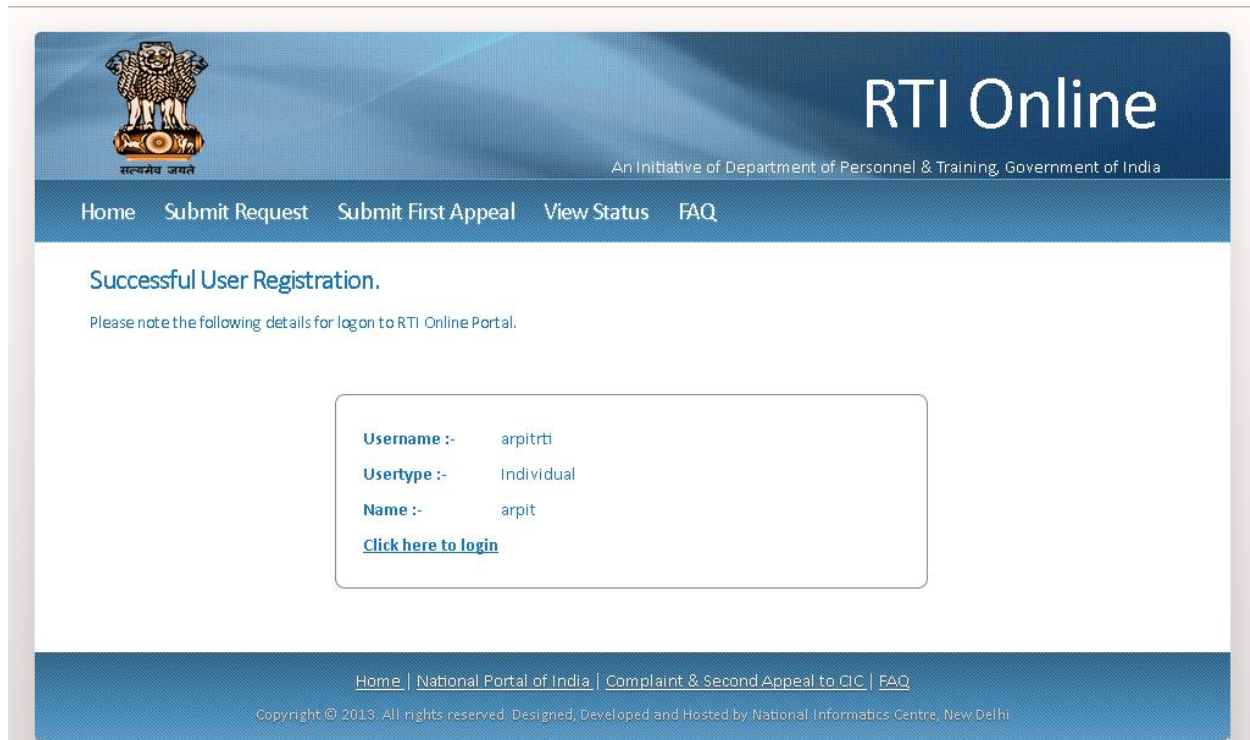 सत्यमेव जयते
RTI Online
An Initiative of Department of Personnel & Training, Government of India
Home Submit Request Submit First Appeal View Status FAQ
Successful User Registration.
Please note the following details for logon to RTI Online Portal.
Username :- arpitrti
Usertype :- Individual
Name :- arpit
Click here to login
Home | National Portal of India | Complaint & Second Appeal to CIC | FAQ
Copyright © 2013. All rights reserved. Designed, Developed and Hosted by National Informatics Centre, New Delhi